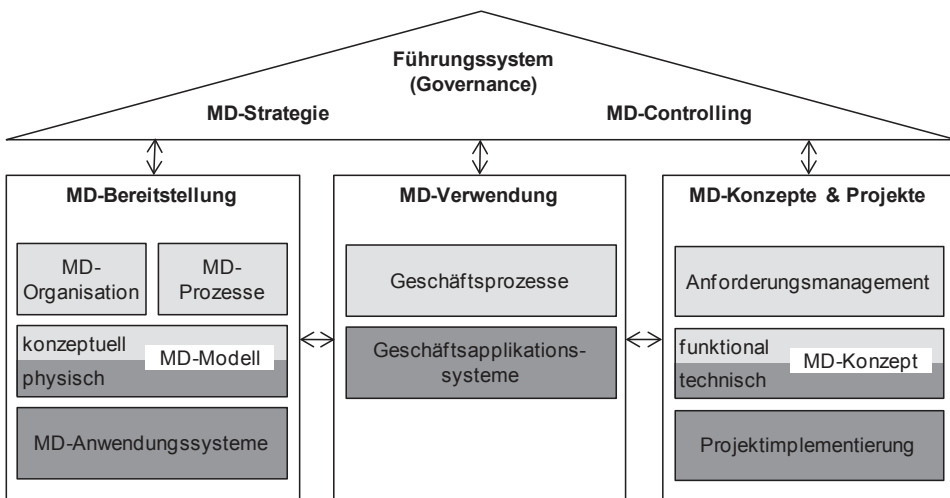 Führungssystem
(Governance)
MD-Strategie
MD-Controlling
MD-Bereitstellung
MD-
Organisation
MD-
Prozesse
konzeptuell
MD-Modell
physisch
MD-Anwendungssysteme
MD-Verwendung
Geschäftsprozesse
Geschäftsapplikations-
systeme
MD-Konzepte & Projekte
Anforderungsmanagement
funktional
MD-Konzept
technisch
Projektimplementierung